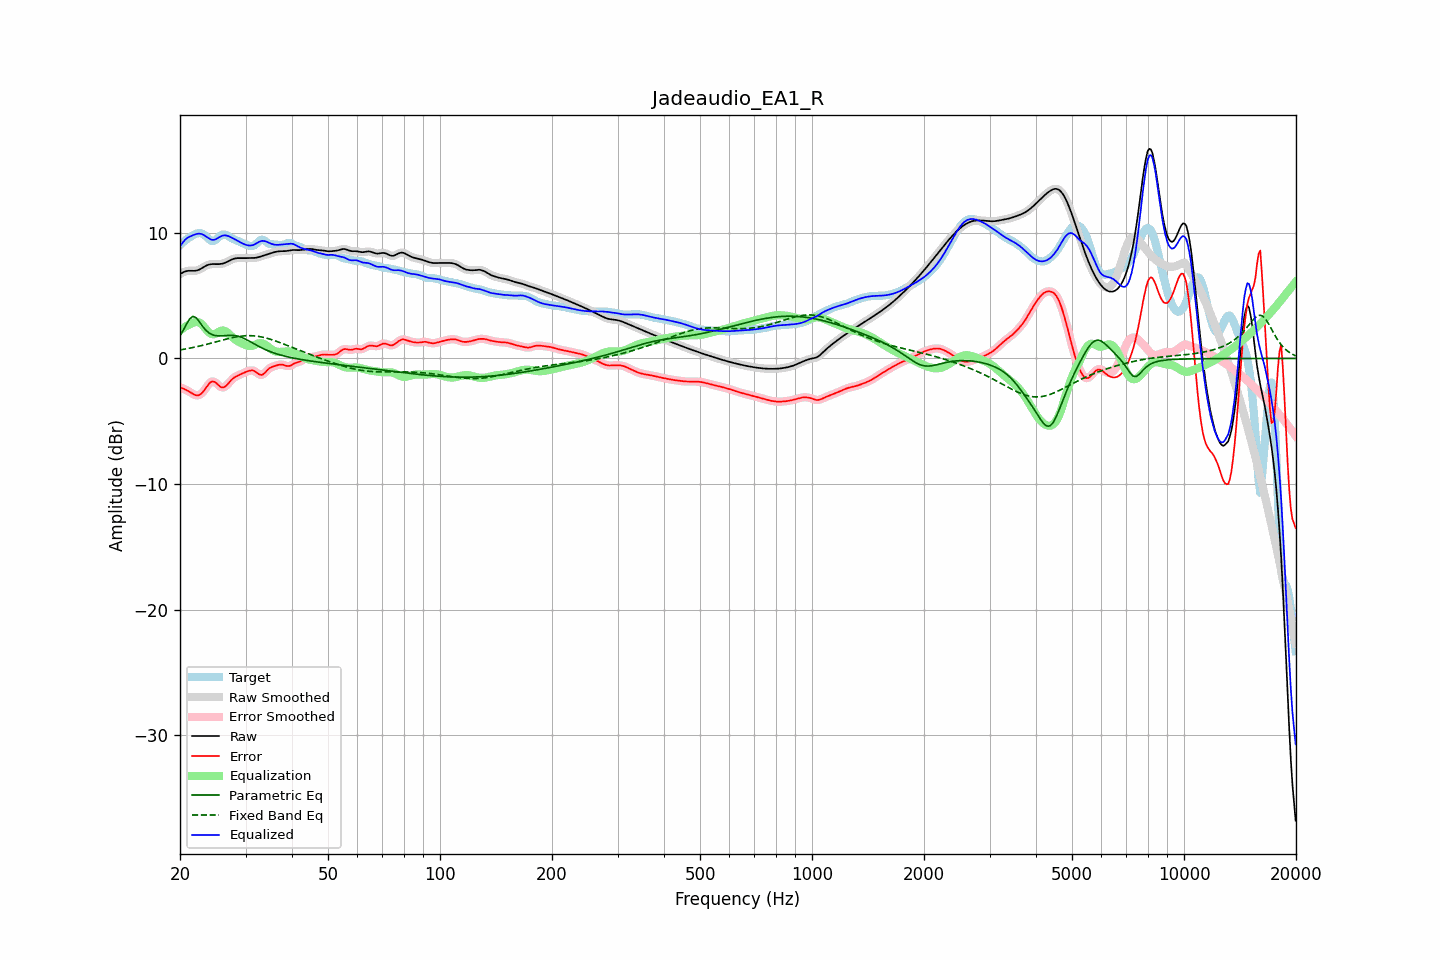 Jadeaudio_EA1_R
Amplitude (dBr)
10
0
−10
−20
−30
Target
Raw Smoothed
Error Smoothed
Raw
Error
Equalization
Parametric Eq
Fixed Band Eq
Equalized
20 50 100 200 500 1000 2000 5000 10000 20000
Frequency (Hz)